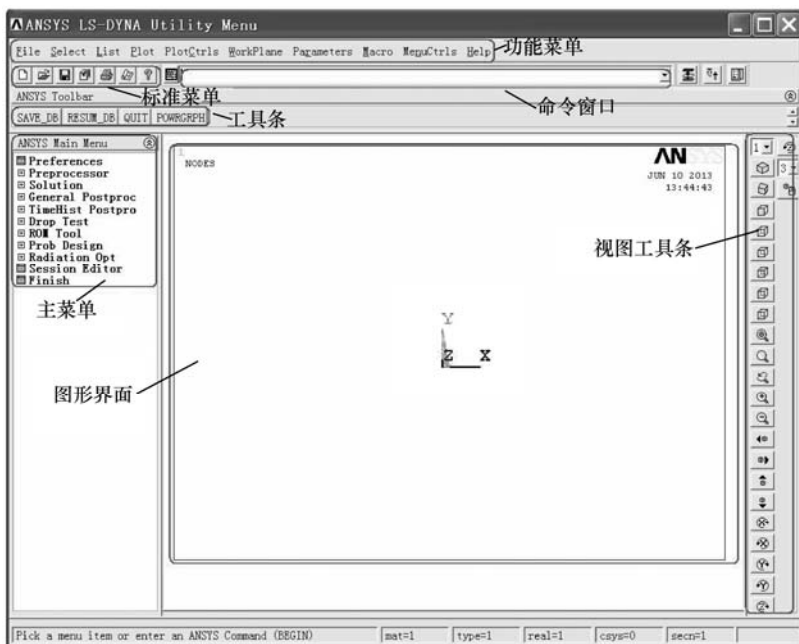 ANSYS LS-DYNA Utility Menu
File Select List Plot PlotCtrls WorkPlane Parameters Macro MenuCtrls Help
功能菜单
ANSYS Toolbar
标准菜单
命令窗口
SAVE_DB RESUM_DB QUIT POWRGRPH
工具条
ANSYS Main Menu
Preferences
Preprocessor
Solution
General Postproc
TimeHist Postpro
Drop Test
ROM Tool
Prob Design
Radiation Opt
Session Editor
Finish
主菜单
1
NODES
ANSYS
JUN 10 2013
13:44:43
Y
Z X
图形界面
1
3
视图工具条
Pick a menu item or enter an ANSYS Command (BEGIN) mat=1 type=1 real=1 csys=0 secn=1